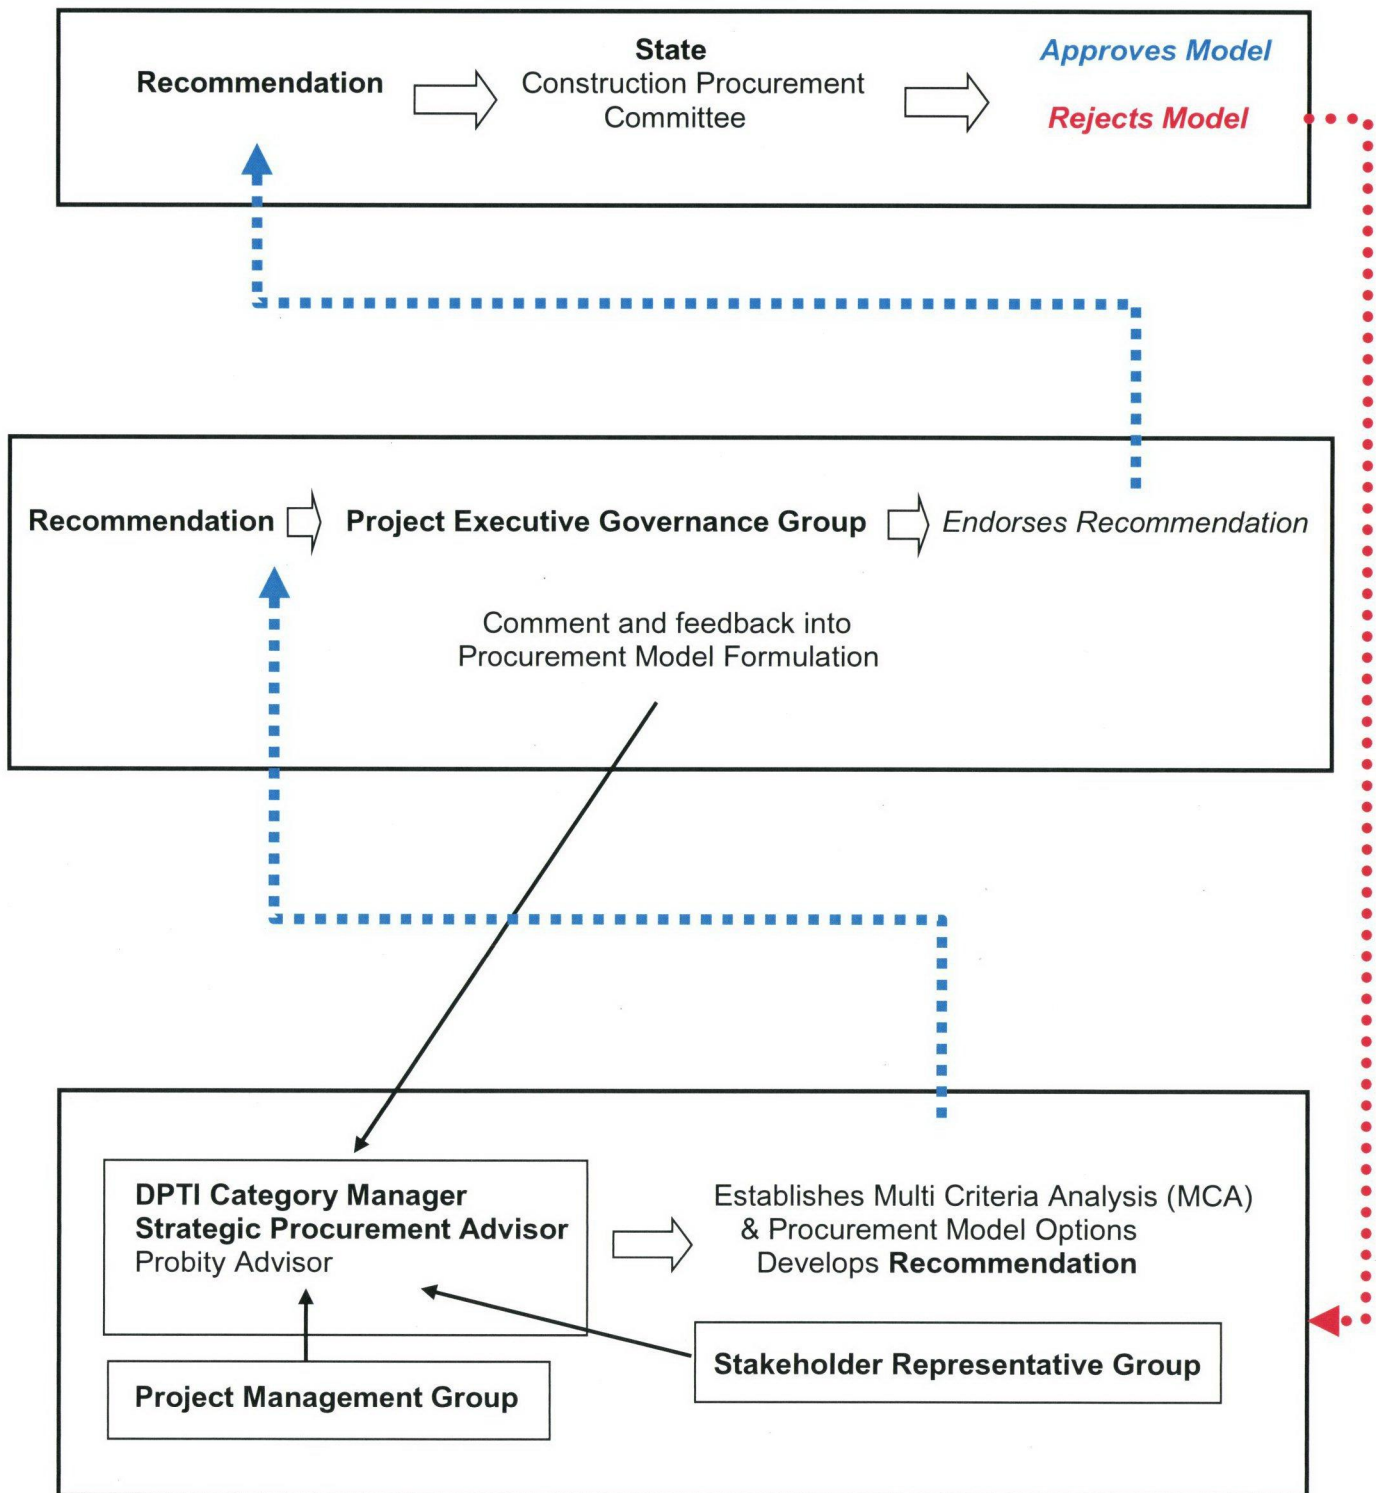 Recommendation
State
Construction Procurement
Committee
Approves Model
Rejects Model
Recommendation
Project Executive Governance Group
Endorses Recommendation
Comment and feedback into
Procurement Model Formulation
DPTI Category Manager
Strategic Procurement Advisor
Probity Advisor
Establishes Multi Criteria Analysis (MCA)
& Procurement Model Options
Develops Recommendation
Stakeholder Representative Group
Project Management Group